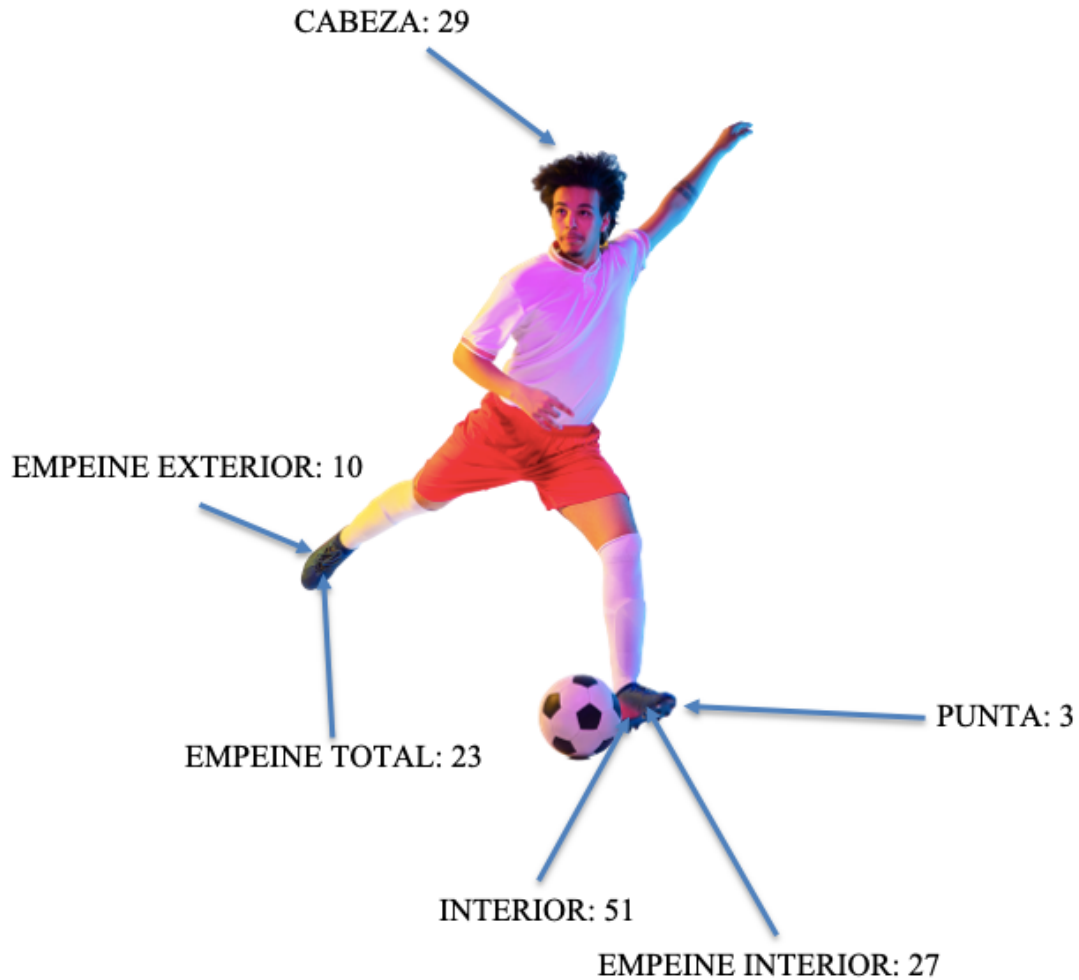 CABEZA: 29
EMPEINE EXTERIOR: 10
PUNTA: 3
EMPEINE TOTAL: 23
INTERIOR: 51
EMPEINE INTERIOR: 27